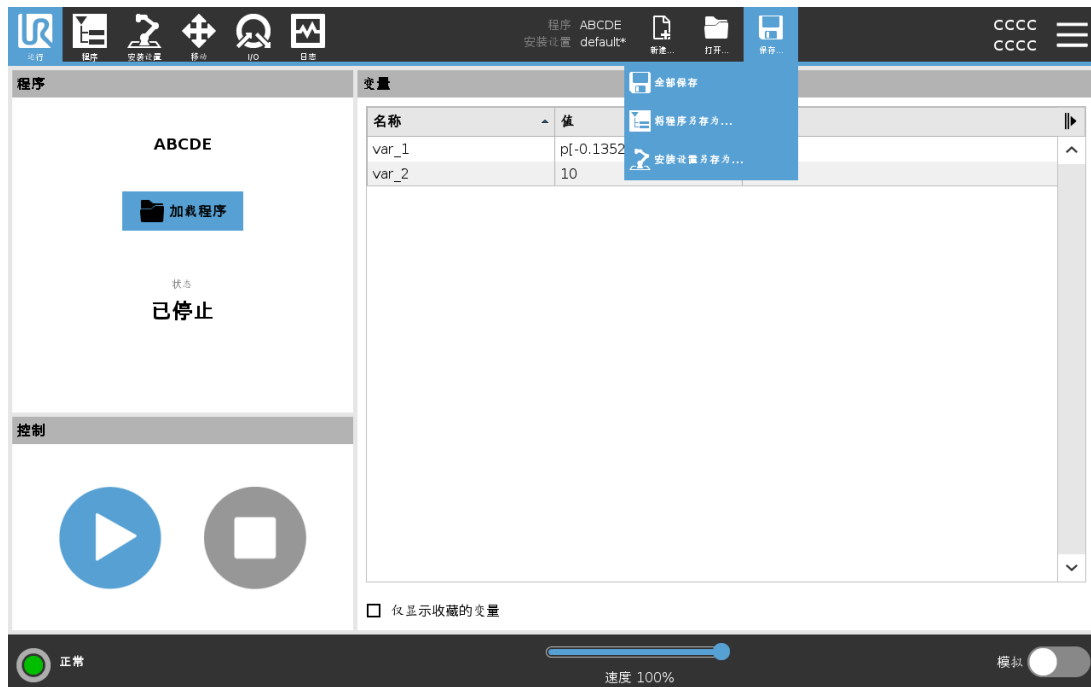 程序 ABCDE
安装设置 default*
CCCC
CCCC
运行
程序
安装设置
移动
I/O
日志
新建...
打开...
保存...
全部保存
将程序另存为...
安装设置另存为...
程序
ABCDE
加载程序
状态
已停止
控制
变量
名称 值
var_1 p[-0.1352
var_2 10
仅显示收藏的变量
正常
速度 100%
模拟